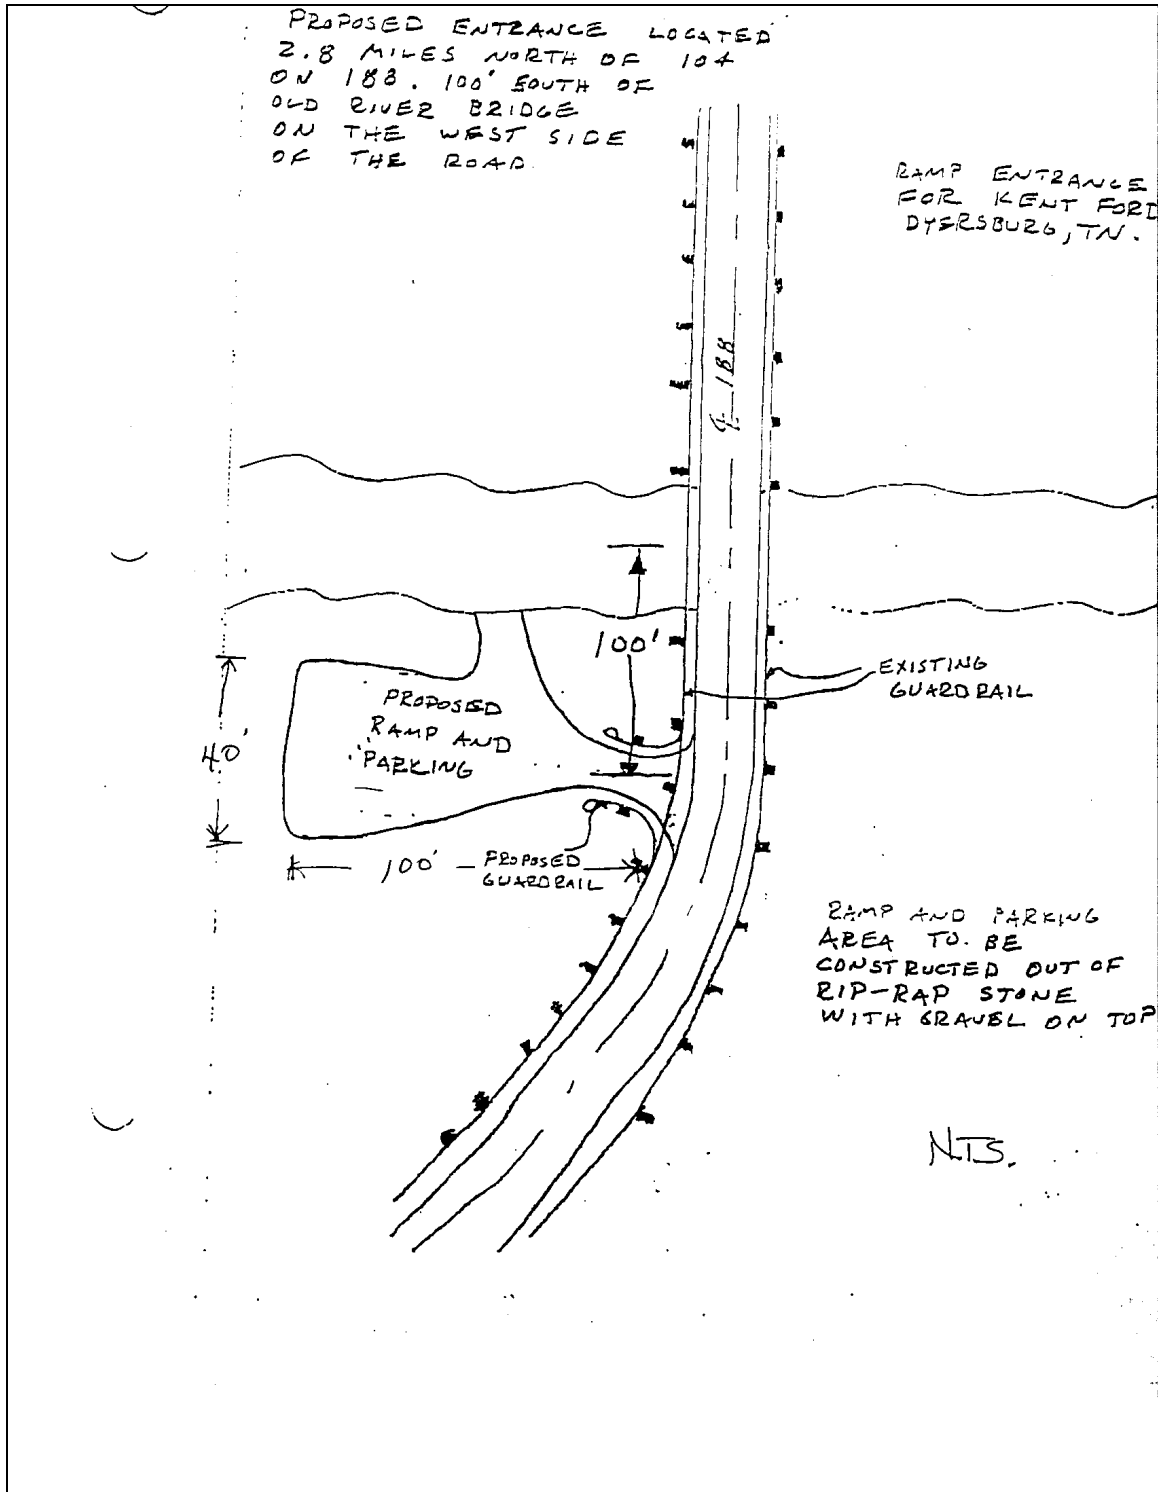 PROPOSED ENTRANCE LOCATED
2.8 MILES NORTH OF 104
ON 188. 100' SOUTH OF
OLD RIVER BRIDGE
ON THE WEST SIDE
OF THE ROAD
RAMP ENTRANCE
FOR KENT FORD
DYERSBURG, TN.
℄ 188
100'
EXISTING
GUARDRAIL
PROPOSED
RAMP AND
PARKING
40'
100'
PROPOSED
GUARDRAIL
RAMP AND PARKING
AREA TO BE
CONSTRUCTED OUT OF
RIP-RAP STONE
WITH GRAVEL ON TOP
N.T.S.